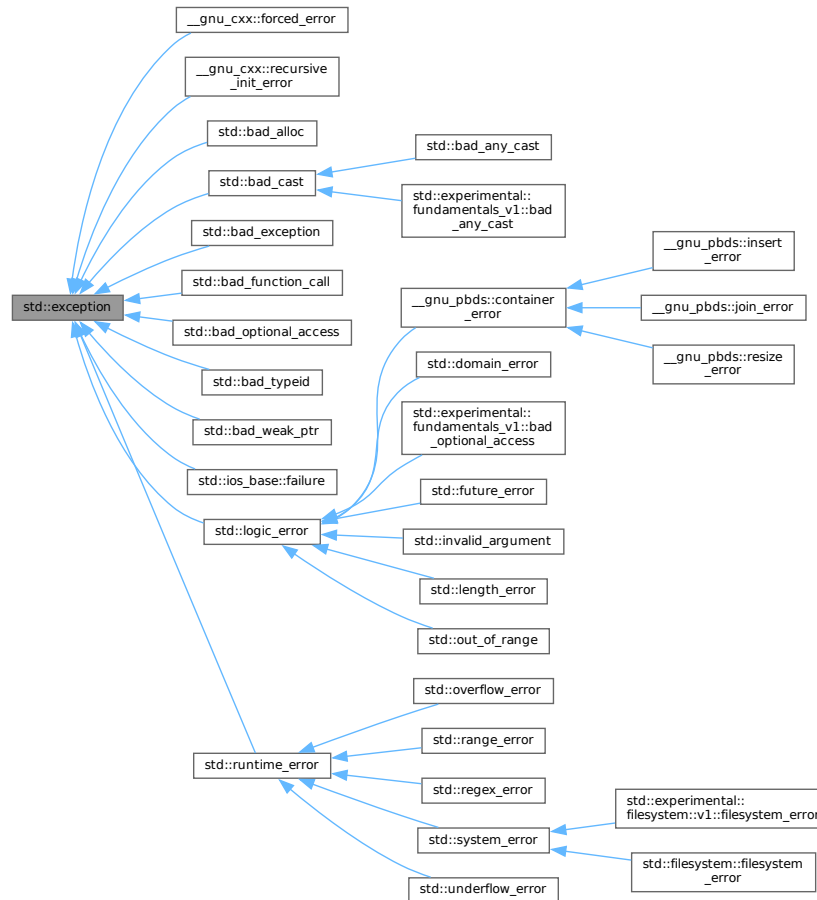 __gnu_cxx::forced_error
__gnu_cxx::recursive
_init_error
std::bad_alloc
std::bad_any_cast
std::bad_cast
std::experimental::
fundamentals_v1::bad
_any_cast
std::bad_exception
__gnu_pbds::insert
_error
std::bad_function_call
std::exception
__gnu_pbds::container
_error
__gnu_pbds::join_error
std::bad_optional_access
__gnu_pbds::resize
_error
std::domain_error
std::bad_typeid
std::experimental::
fundamentals_v1::bad
_optional_access
std::bad_weak_ptr
std::ios_base::failure
std::future_error
std::logic_error
std::invalid_argument
std::length_error
std::out_of_range
std::overflow_error
std::range_error
std::runtime_error
std::regex_error
std::experimental::
filesystem::v1::filesystem_error
std::system_error
std::filesystem::filesystem
_error
std::underflow_error